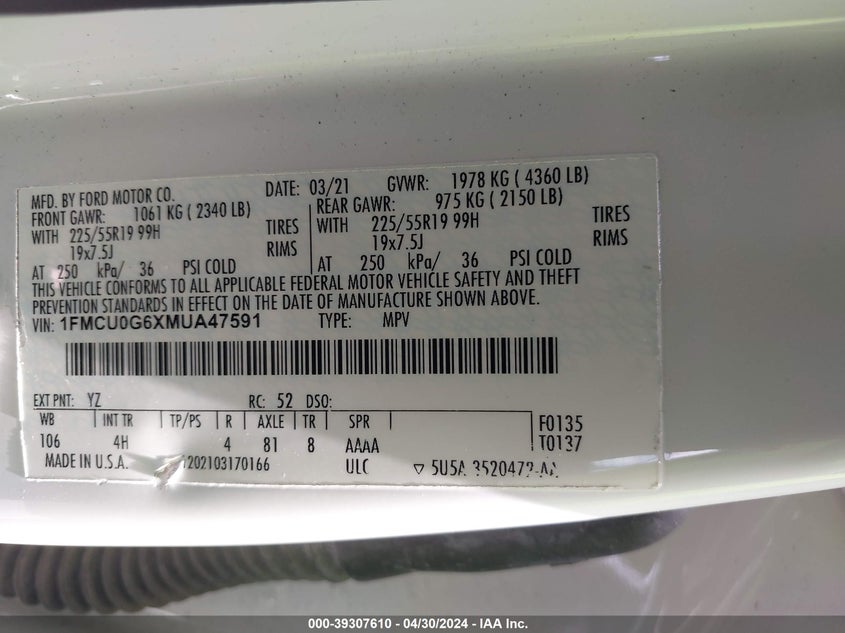 MFD. BY FORD MOTOR CO. DATE: 03/21 GVWR: 1978 KG ( 4360 LB)
FRONT GAWR: 1061 KG ( 2340 LB) REAR GAWR: 975 KG ( 2150 LB)
WITH 225/55R19 99H TIRES WITH 225/55R19 99H TIRES
19x7.5J RIMS 19x7.5J RIMS
AT 250 kPa/ 36 PSI COLD AT 250 kPa/ 36 PSI COLD
THIS VEHICLE CONFORMS TO ALL APPLICABLE FEDERAL MOTOR VEHICLE SAFETY AND THEFT
PREVENTION STANDARDS IN EFFECT ON THE DATE OF MANUFACTURE SHOWN ABOVE.
VIN: 1FMCU0G6XMUA47591 TYPE: MPV
EXT PNT: YZ RC: 52 DSO:
WB INT TR TP/PS R AXLE TR SPR F0135
106 4H 4 81 8 AAAA T0137
MADE IN U.S.A. 1202103170166 ULC ▽ 5U5A
000-39307610 - 04/30/2024 - IAA Inc.